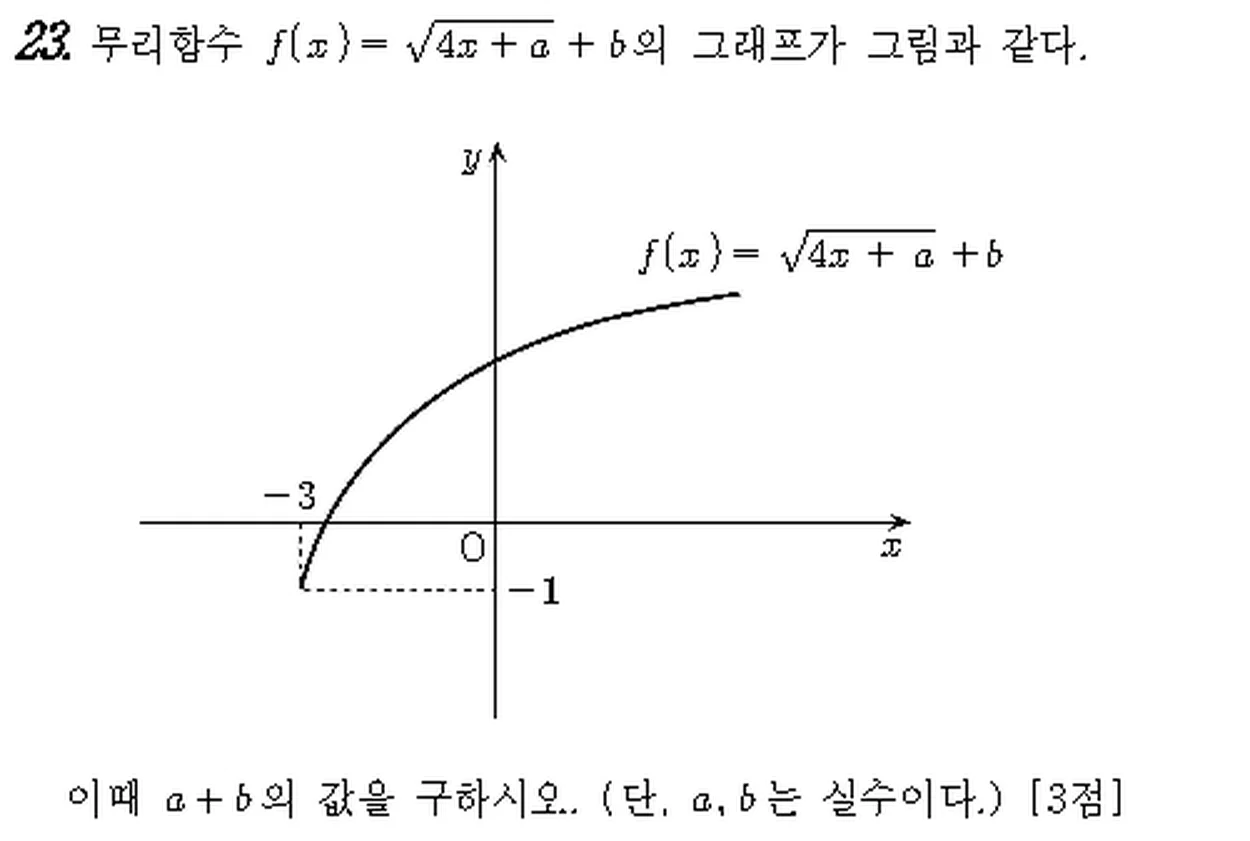 23. 무리함수 f(x)= √(4x + a) + b의 그래프가 그림과 같다.
y
f(x)= √(4x + a) +b
-3
O
x
-1
이때 a+b의 값을 구하시오.. (단, a, b는 실수이다.) [3점]